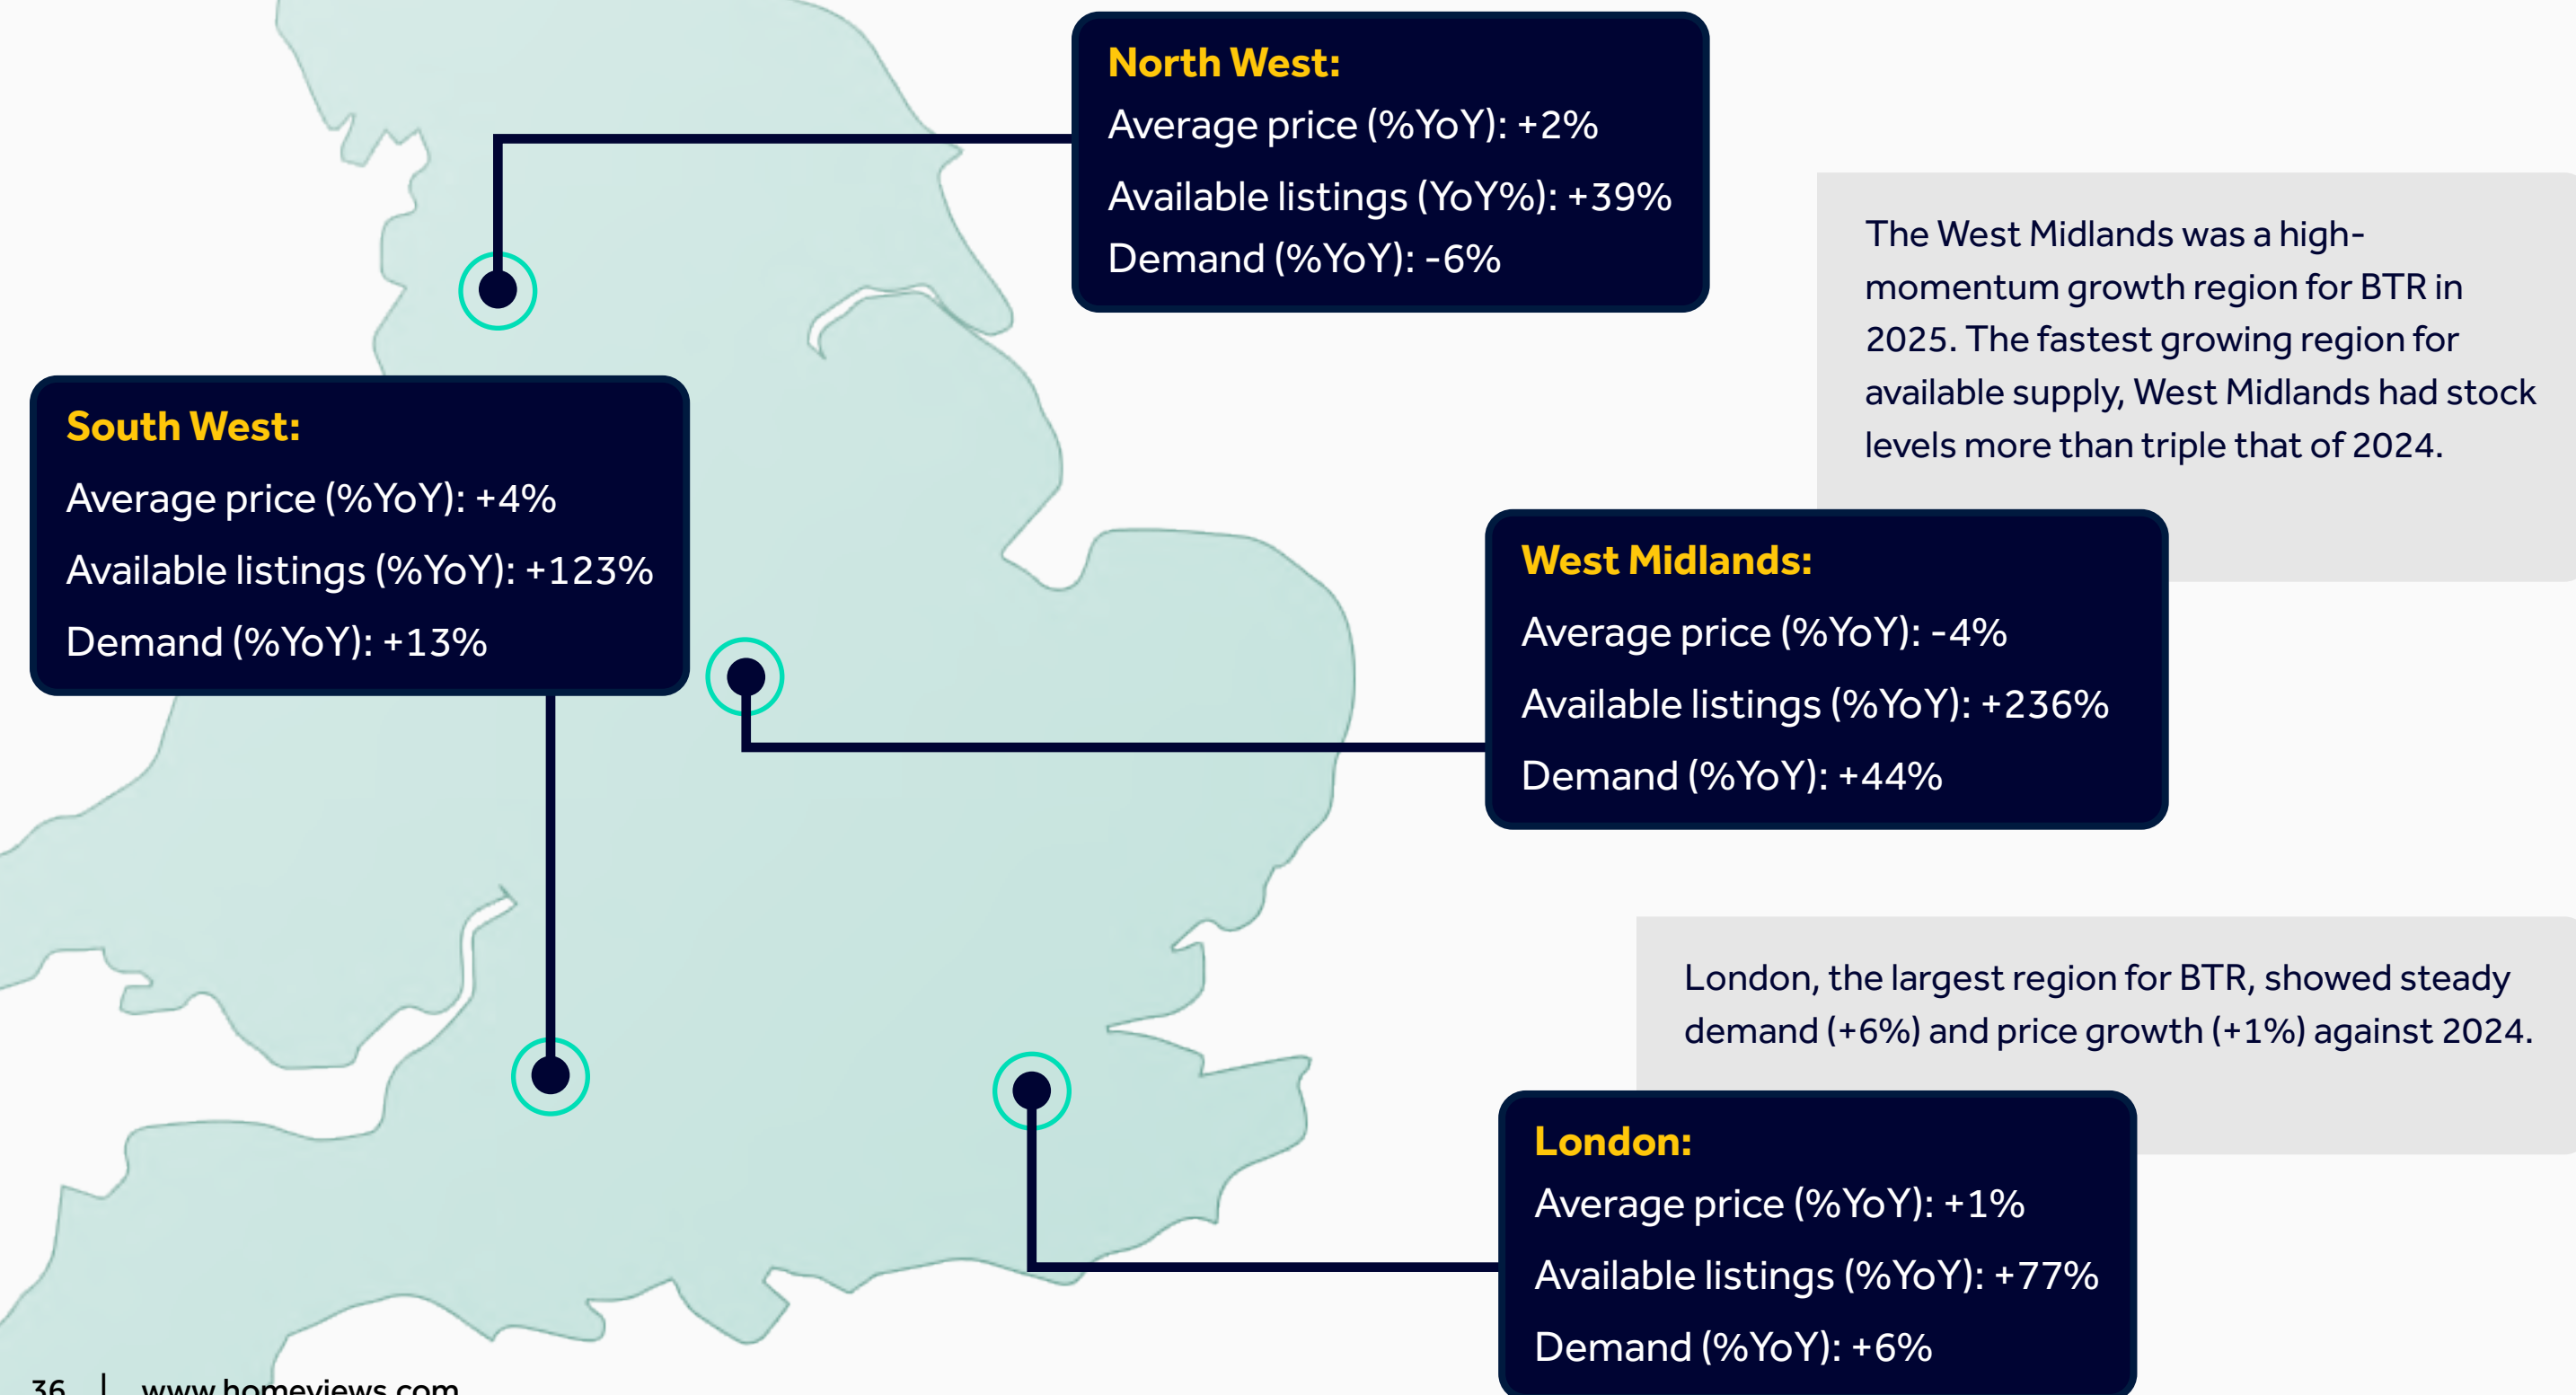 North West:
Average price (%YoY): +2%
Available listings (YoY%): +39%
Demand (%YoY): -6%
The West Midlands was a high-
momentum growth region for BTR in
2025. The fastest growing region for
available supply, West Midlands had stock
levels more than triple that of 2024.
South West:
Average price (%YoY): +4%
Available listings (%YoY): +123%
Demand (%YoY): +13%
West Midlands:
Average price (%YoY): -4%
Available listings (%YoY): +236%
Demand (%YoY): +44%
London, the largest region for BTR, showed steady
demand (+6%) and price growth (+1%) against 2024.
London:
Average price (%YoY): +1%
Available listings (%YoY): +77%
Demand (%YoY): +6%
36 | www.homeviews.com